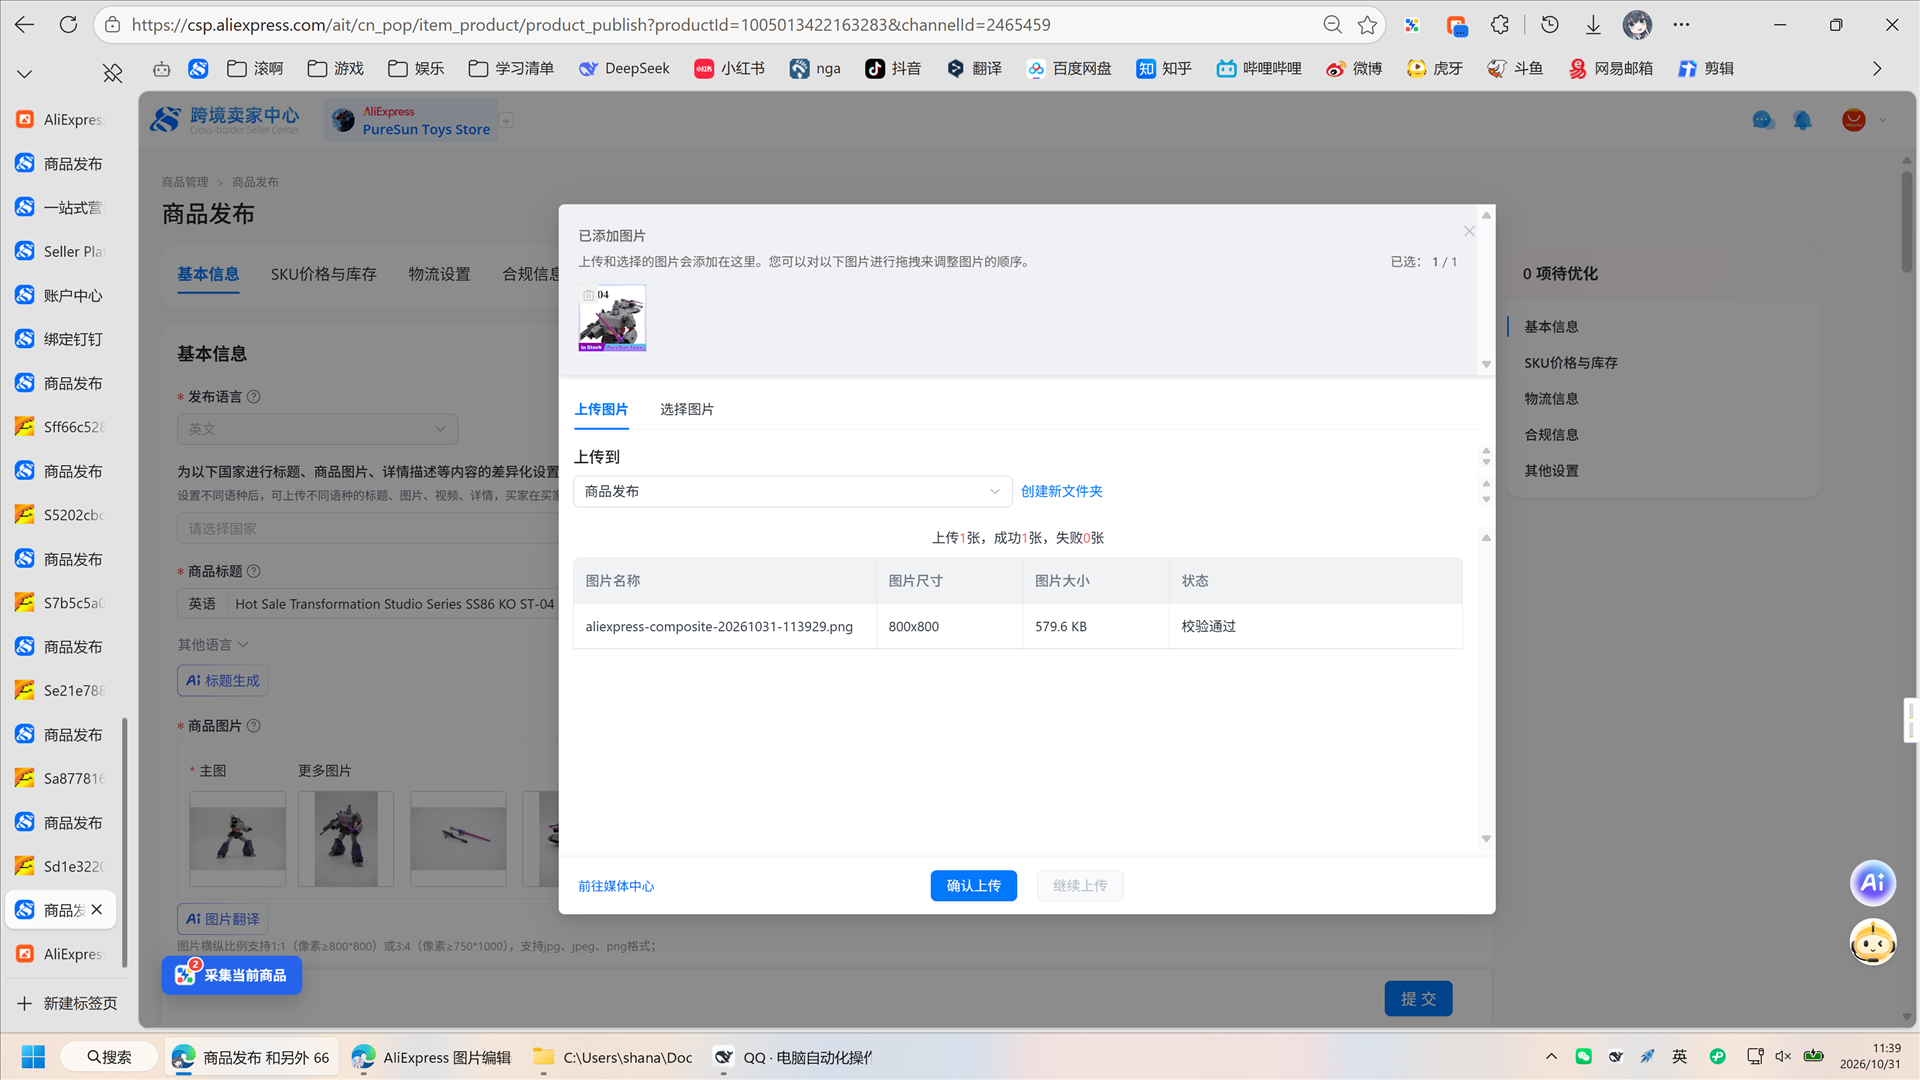 https://csp.aliexpress.com/ait/cn_pop/item_product/product_publish?productId=1005013422163283&channelId=2465459
滚啊
游戏
娱乐
学习清单
DeepSeek
小红书
nga
抖音
翻译
百度网盘
知乎
哔哩哔哩
微博
虎牙
斗鱼
网易邮箱
剪辑
AliExpres
商品发布
一站式营
Seller Pla
账户中心
绑定钉钉
商品发布
Sff66c528
商品发布
S5202cbc
商品发布
S7b5c5a0
商品发布
Se21e788
商品发布
Sa877816
商品发布
Sd1e3220
商品发
AliExpres
新建标签页
跨境卖家中心
Cross-border Seller Center
AliExpress
PureSun Toys Store
商品管理 > 商品发布
商品发布
基本信息
SKU价格与库存
物流设置
合规信息
基本信息
* 发布语言
英文
为以下国家进行标题、商品图片、详情描述等内容的差异化设置
设置不同语种后，可上传不同语种的标题、图片、视频、详情，买家在买家
请选择国家
* 商品标题
英语
Hot Sale Transformation Studio Series SS86 KO ST-04
其他语言
Ai 标题生成
* 商品图片
* 主图
更多图片
Ai 图片翻译
图片横纵比例支持1:1（像素≥800*800）或3:4（像素≥750*1000），支持jpg、jpeg、png格式；
2
采集当前商品
提 交
已添加图片
上传和选择的图片会添加在这里。您可以对以下图片进行拖拽来调整图片的顺序。
已选： 1 / 1
04
In Stock
PureSun Toys
上传图片
选择图片
上传到
商品发布
创建新文件夹
上传1张，成功1张，失败0张
图片名称
图片尺寸
图片大小
状态
aliexpress-composite-20261031-113929.png
800x800
579.6 KB
校验通过
前往媒体中心
确认上传
继续上传
0 项待优化
基本信息
SKU价格与库存
物流信息
合规信息
其他设置
Ai
搜索
商品发布 和另外 66
AliExpress 图片编辑
C:\Users\shana\Doc
QQ · 电脑自动化操作
英
11:39
2026/10/31